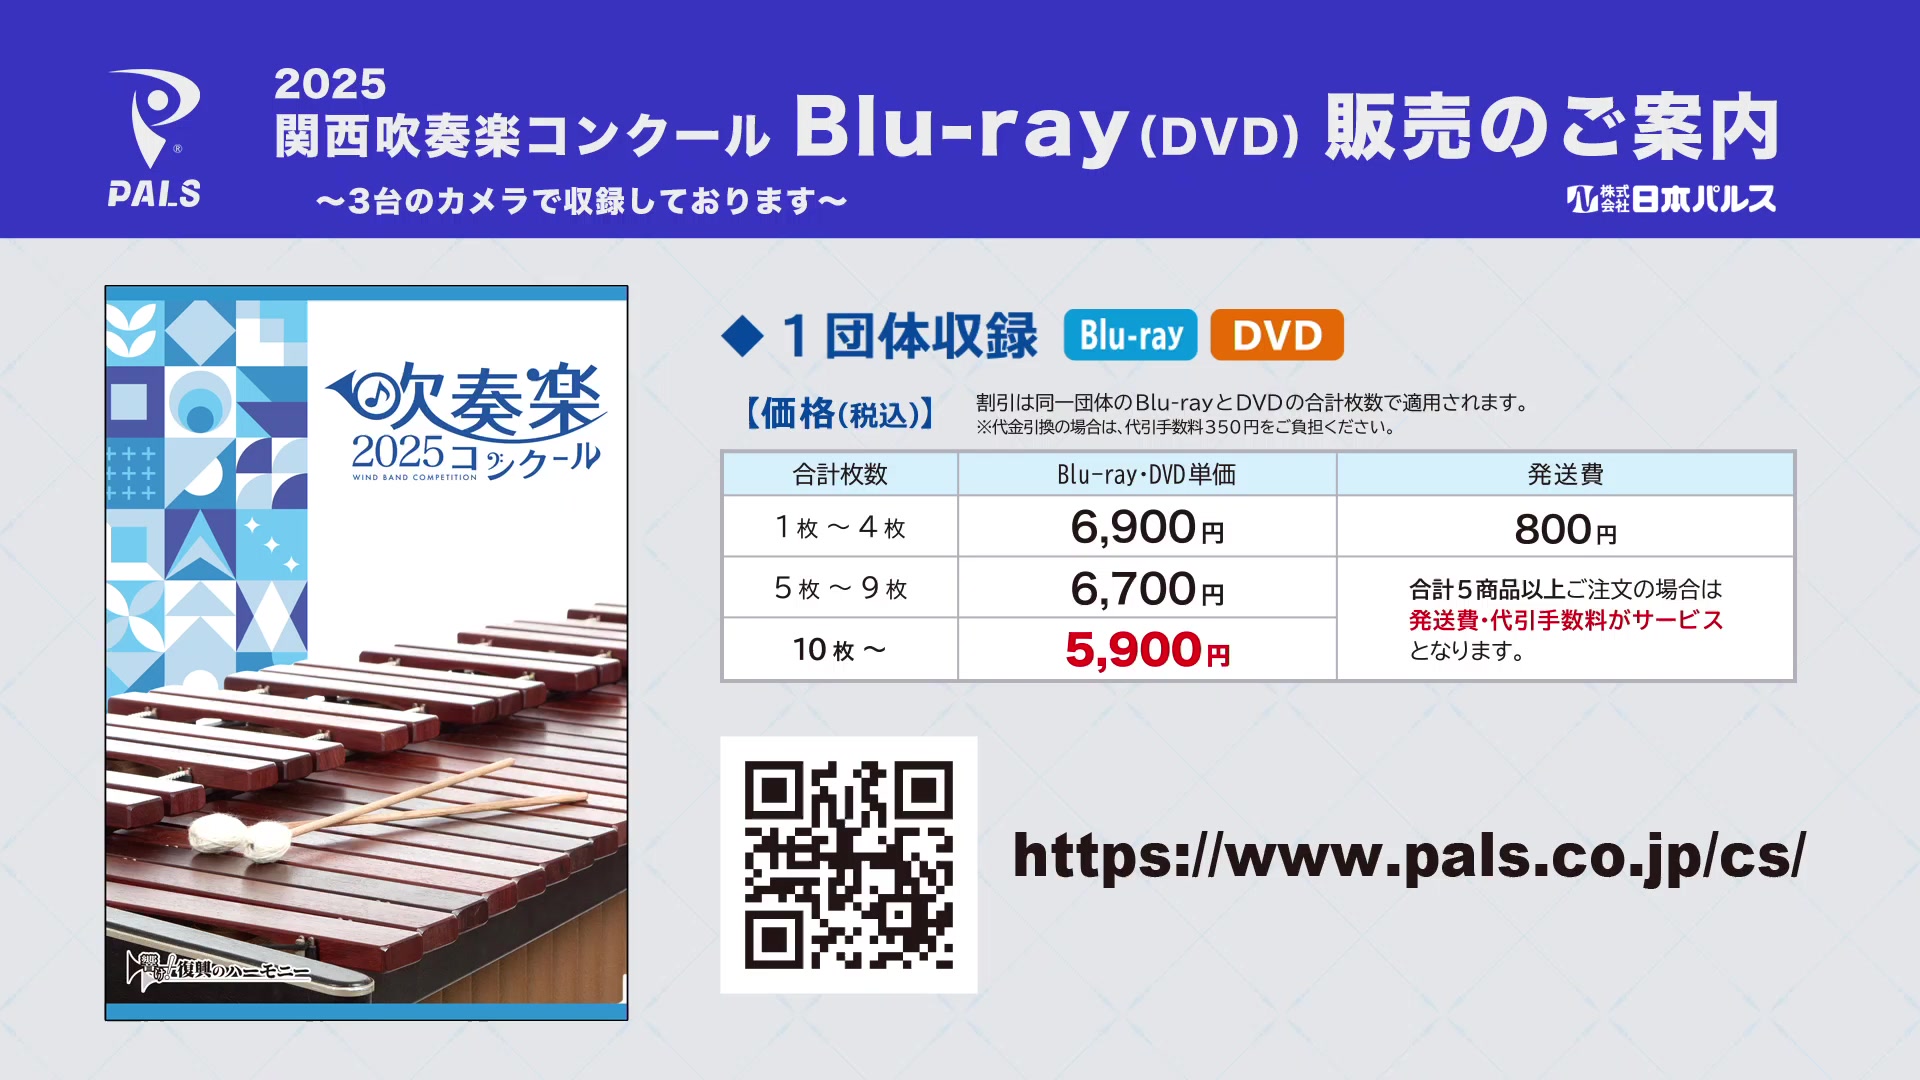 2025
関西吹奏楽コンクール Blu-ray(DVD) 販売のご案内
～3台のカメラで収録しております～
PALS
®
株式会社日本パルス
吹奏楽
2025コンクール
WIND BAND COMPETITION
響け!復興のハーモニー
◆1団体収録 Blu-ray DVD
【価格(税込)】
割引は同一団体のBlu-rayとDVDの合計枚数で適用されます。
※代金引換の場合は、代引手数料350円をご負担ください。
合計枚数 Blu-ray・DVD単価 発送費
1枚～4枚 6,900円 800円
5枚～9枚 6,700円
10枚～ 5,900円
合計5商品以上ご注文の場合は
発送費・代引手数料がサービス
となります。
https://www.pals.co.jp/cs/